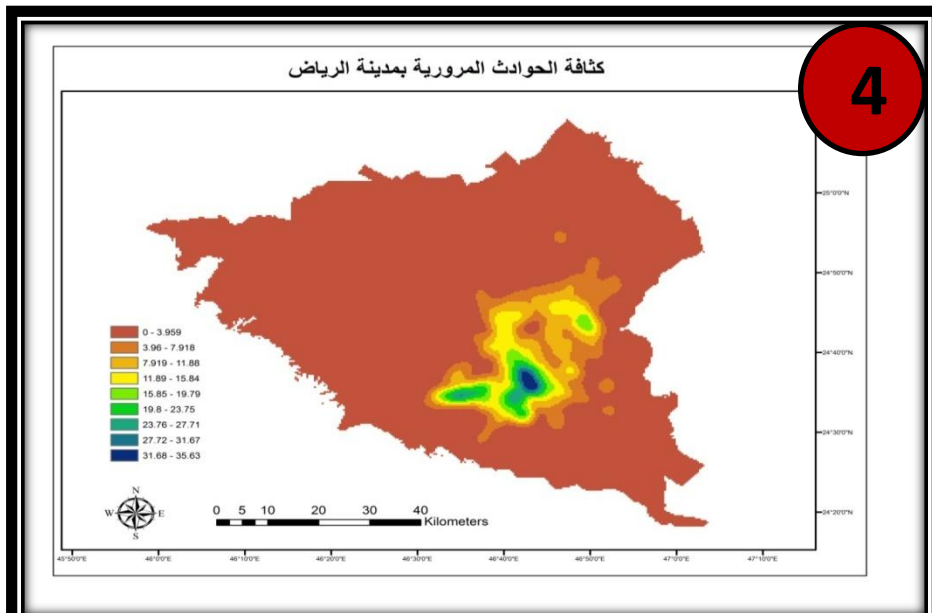 4
كثافة الحوادث المرورية بمدينة الرياض
25°0'0"N
24°50'0"N
24°40'0"N
24°30'0"N
24°20'0"N
0 - 3.959
3.96 - 7.918
7.919 - 11.88
11.89 - 15.84
15.85 - 19.79
19.8 - 23.75
23.76 - 27.71
27.72 - 31.67
31.68 - 35.63
N
W E
S
0 5 10 20 30 40
Kilometers
45°50'0"E 46°0'0"E 46°10'0"E 46°20'0"E 46°30'0"E 46°40'0"E 46°50'0"E 47°0'0"E 47°10'0"E